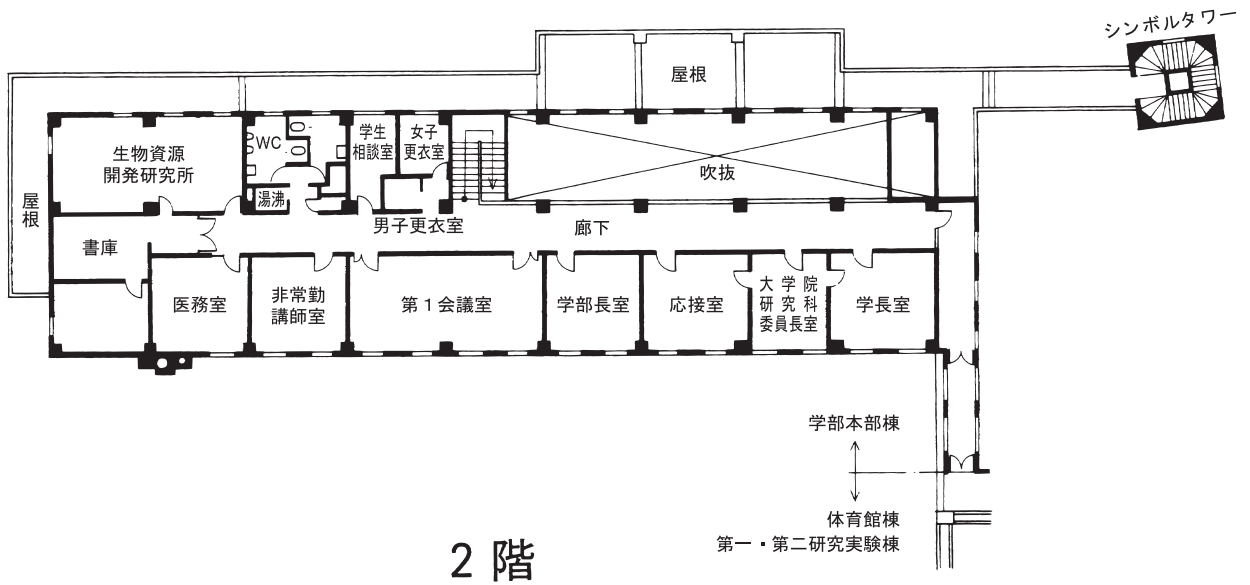 シンボルタワー
屋根
生物資源
開発研究所
WC
湯沸
学生
相談室
女子
更衣室
吹抜
屋根
書庫
男子更衣室
廊下
医務室
非常勤
講師室
第1会議室
学部長室
応接室
大学院
研究科
委員長室
学長室
学部本部棟
体育館棟
第一・第二研究実験棟
2階